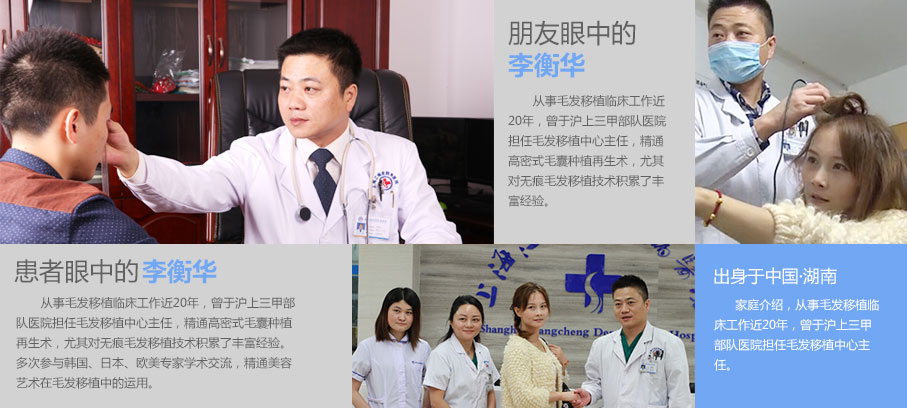 朋友眼中的
李衡华
从事毛发移植临床工作近
20年，曾于沪上三甲部队医院
担任毛发移植中心主任，精通
高密式毛囊种植再生术，尤其
对无痕毛发移植技术积累了丰
富经验。
患者眼中的 李衡华
从事毛发移植临床工作近20年，曾于沪上三甲部
队医院担任毛发移植中心主任，精通高密式毛囊种植
再生术，尤其对无痕毛发移植技术积累了丰富经验。
多次参与韩国、日本、欧美专家学术交流，精通美容
艺术在毛发移植中的运用。
出身于中国·湖南
家庭介绍，从事毛发移植临
床工作近20年，曾于沪上三甲
部队医院担任毛发移植中心主
任。